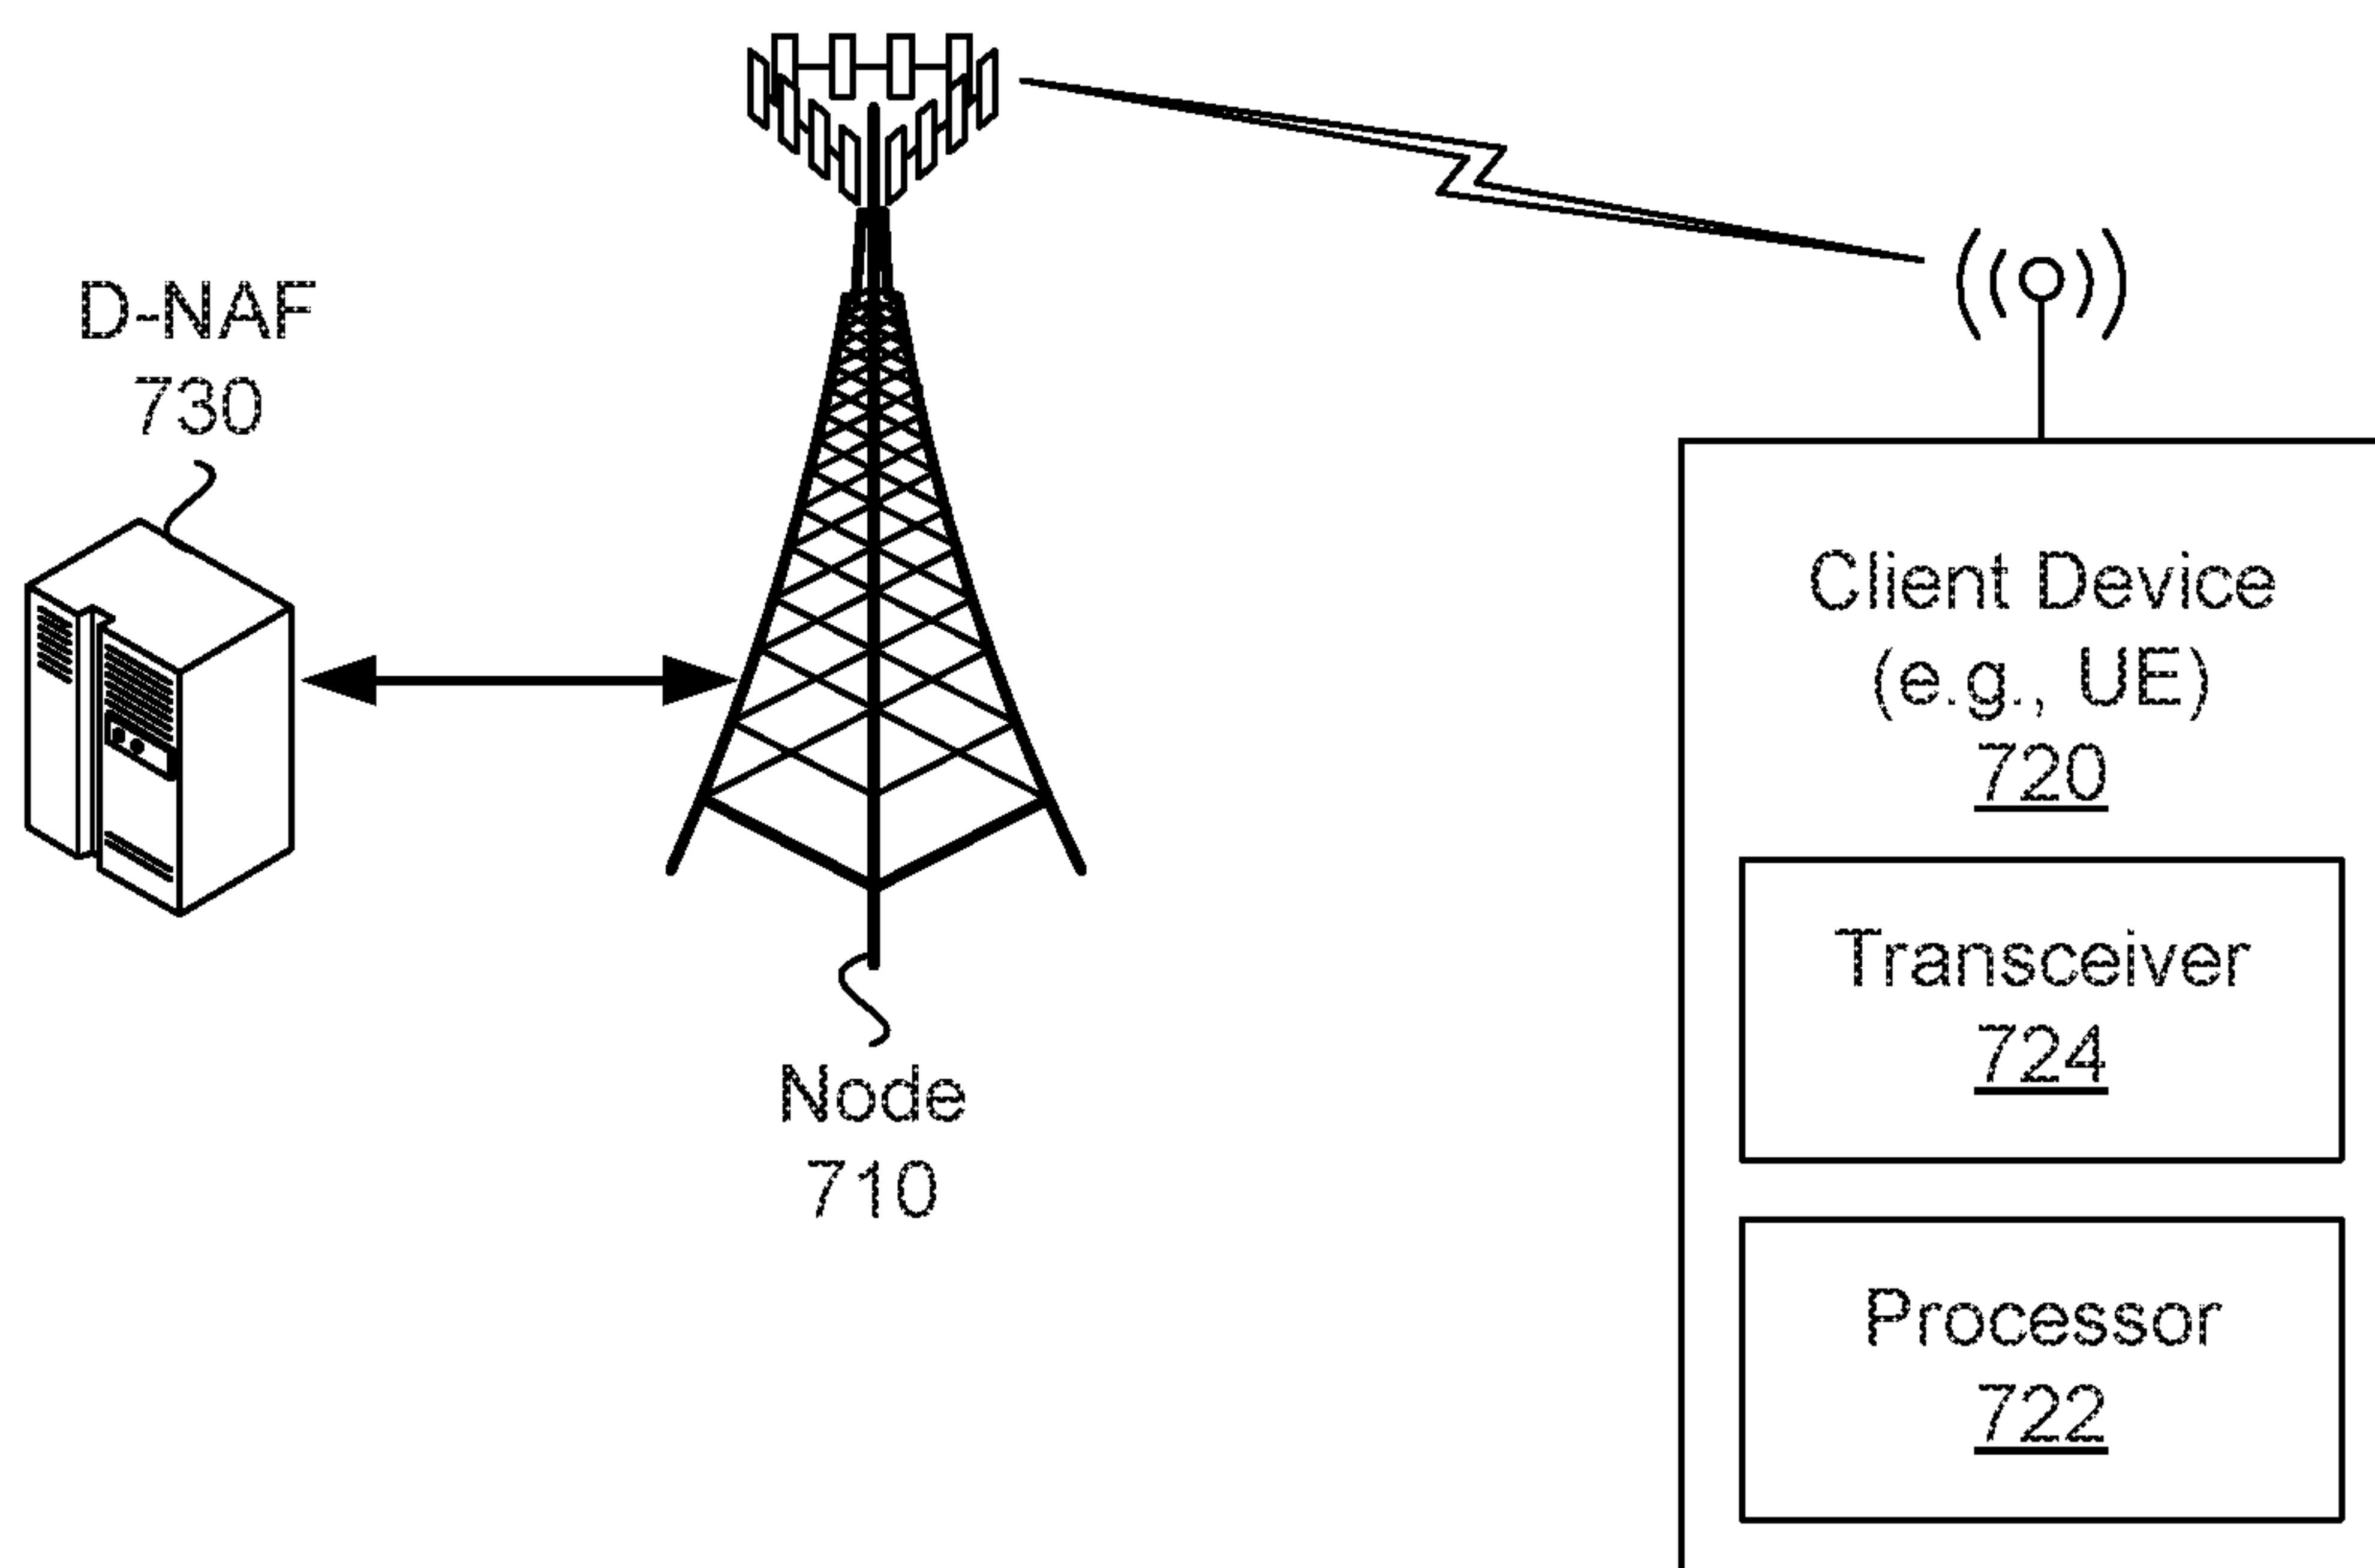 D-NAF
730
Node
710
Client Device
(e.g., UE)
720
Transceiver
724
Processor
722